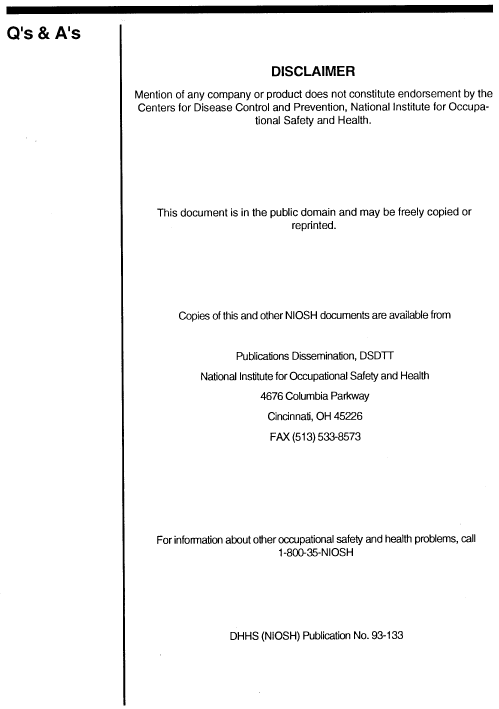 Q's & A's
DISCLAIMER
Mention of any company or product does not constitute endorsement by the
Centers for Disease Control and Prevention, National Institute for Occupa-
tional Safety and Health.
This document is in the public domain and may be freely copied or
reprinted.
Copies of this and other NIOSH documents are available from
Publications Dissemination, DSDTT
National Institute for Occupational Safety and Health
4676 Columbia Parkway
Cincinnati, OH 45226
FAX (513) 533-8573
For information about other occupational safety and health problems, call
1-800-35-NIOSH
DHHS (NIOSH) Publication No. 93-133